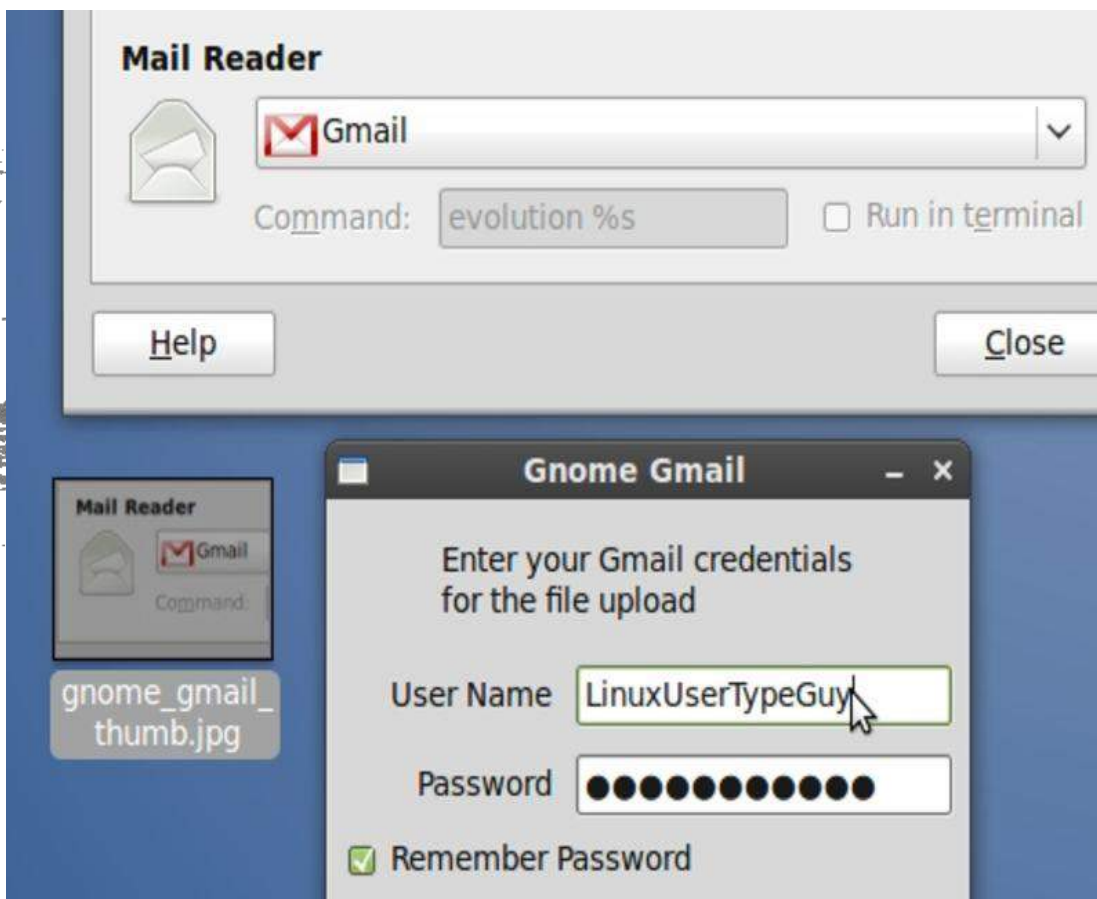 Mail Reader
Gmail
Command: evolution %s Run in terminal
Help Close
Gnome Gmail
Enter your Gmail credentials
for the file upload
User Name LinuxUserTypeGuy
Password ●●●●●●●●●●●
Remember Password
Mail Reader
Gmail
Command:
gnome_gmail_
thumb.jpg